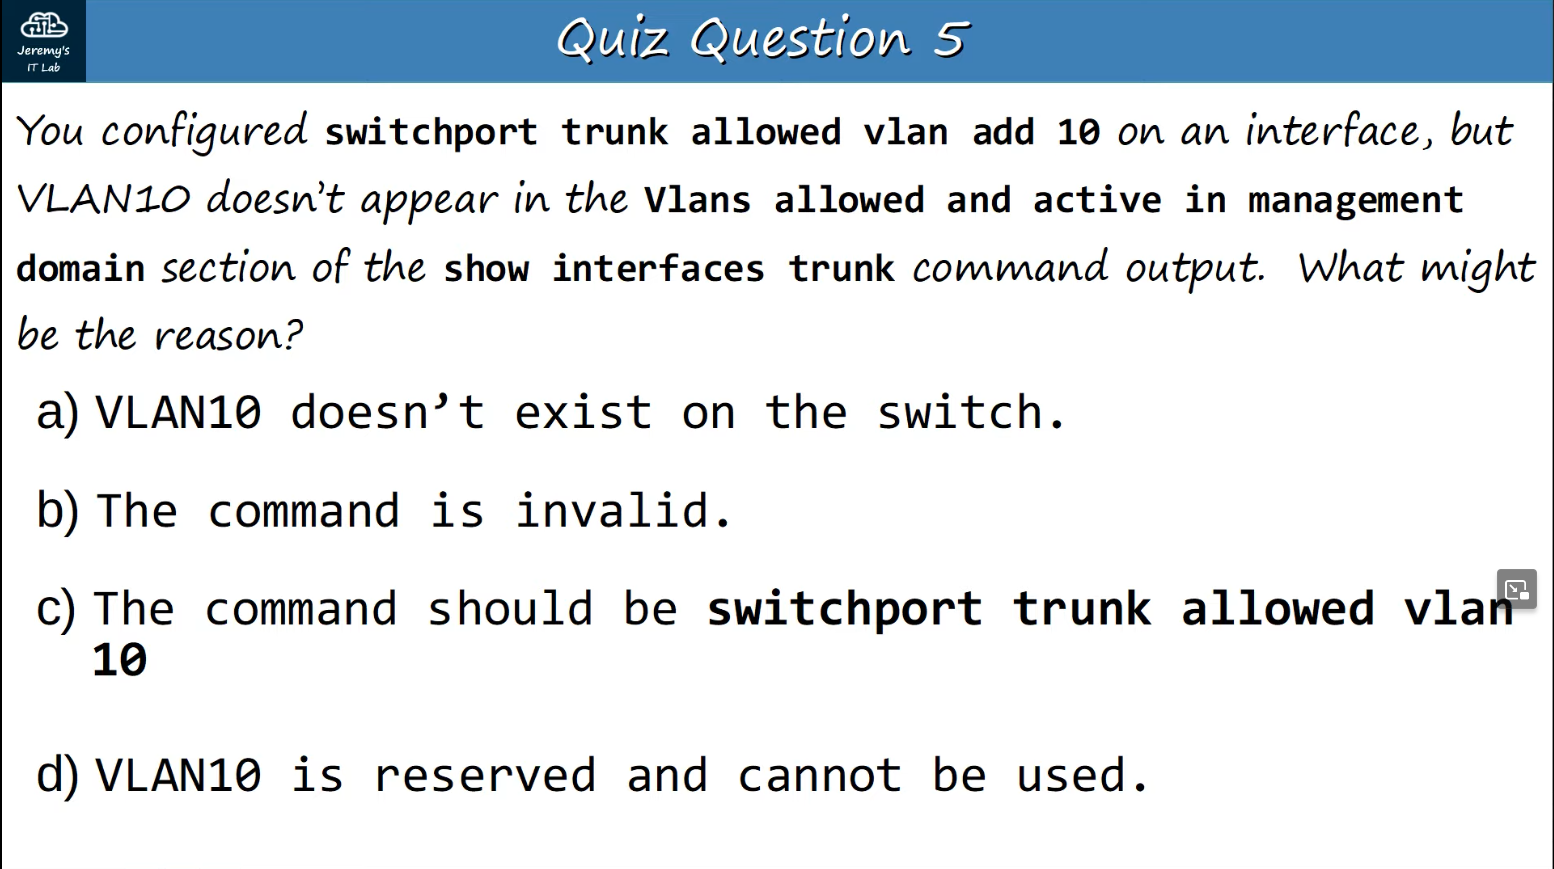 Jeremy's
IT Lab
Quiz Question 5
You configured switchport trunk allowed vlan add 10 on an interface, but
VLAN10 doesn't appear in the Vlans allowed and active in management
domain section of the show interfaces trunk command output.  What might
be the reason?
a) VLAN10 doesn’t exist on the switch.
b) The command is invalid.
c) The command should be switchport trunk allowed vlan
10
d) VLAN10 is reserved and cannot be used.